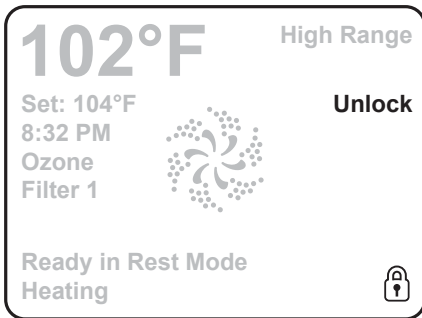 102°F
High Range
Set: 104°F
Unlock
8:32 PM
Ozone
Filter 1
Ready in Rest Mode
Heating